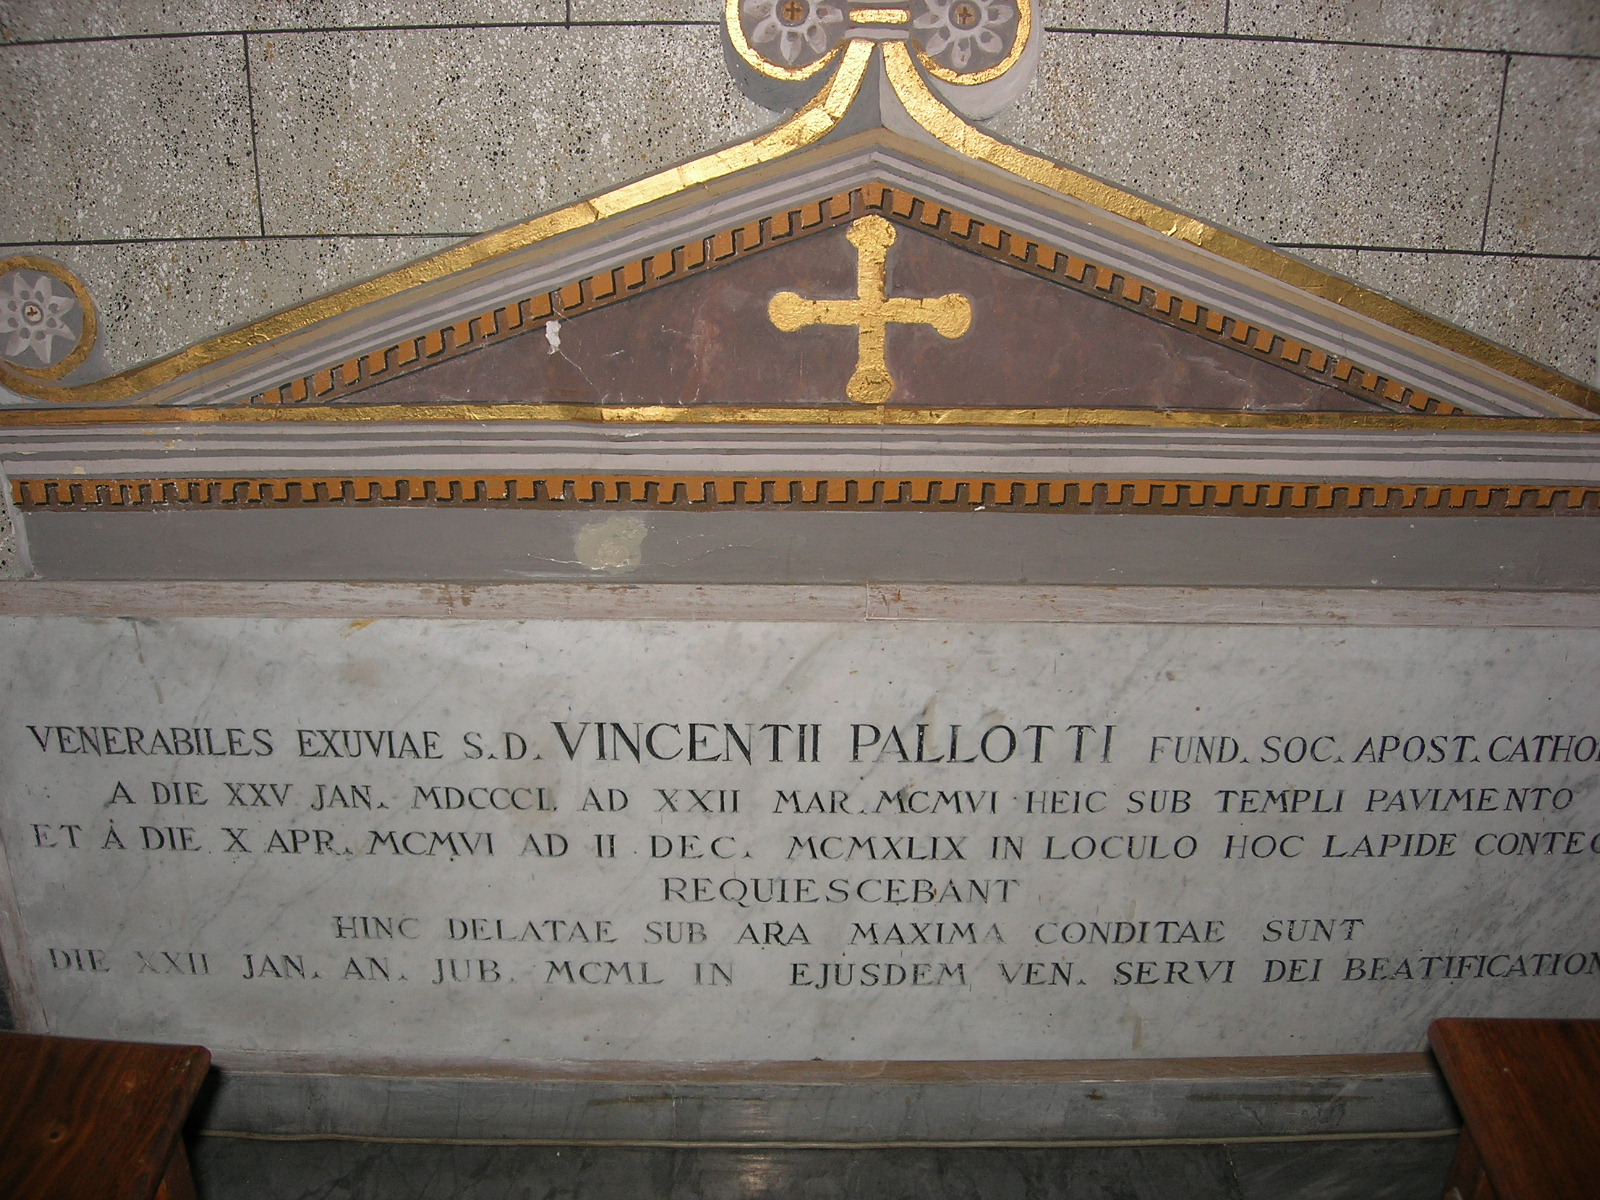 VENERABILES EXUVIAE S.D. VINCENTII PALLOTTI FUND. SOC. APOST. CATHOL
A DIE XXV JAN. MDCCCL AD XXII MAR. MCMVI HEIC SUB TEMPLI PAVIMENTO
ET A DIE X APR. MCMVI AD II DEC. MCMXLIX IN LOCULO HOC LAPIDE CONTEC
REQUIESCEBANT
HINC DELATAE SUB ARA MAXIMA CONDITAE SUNT
DIE XXII JAN. AN. JUB. MCML IN EJUSDEM VEN. SERVI DEI BEATIFICATION